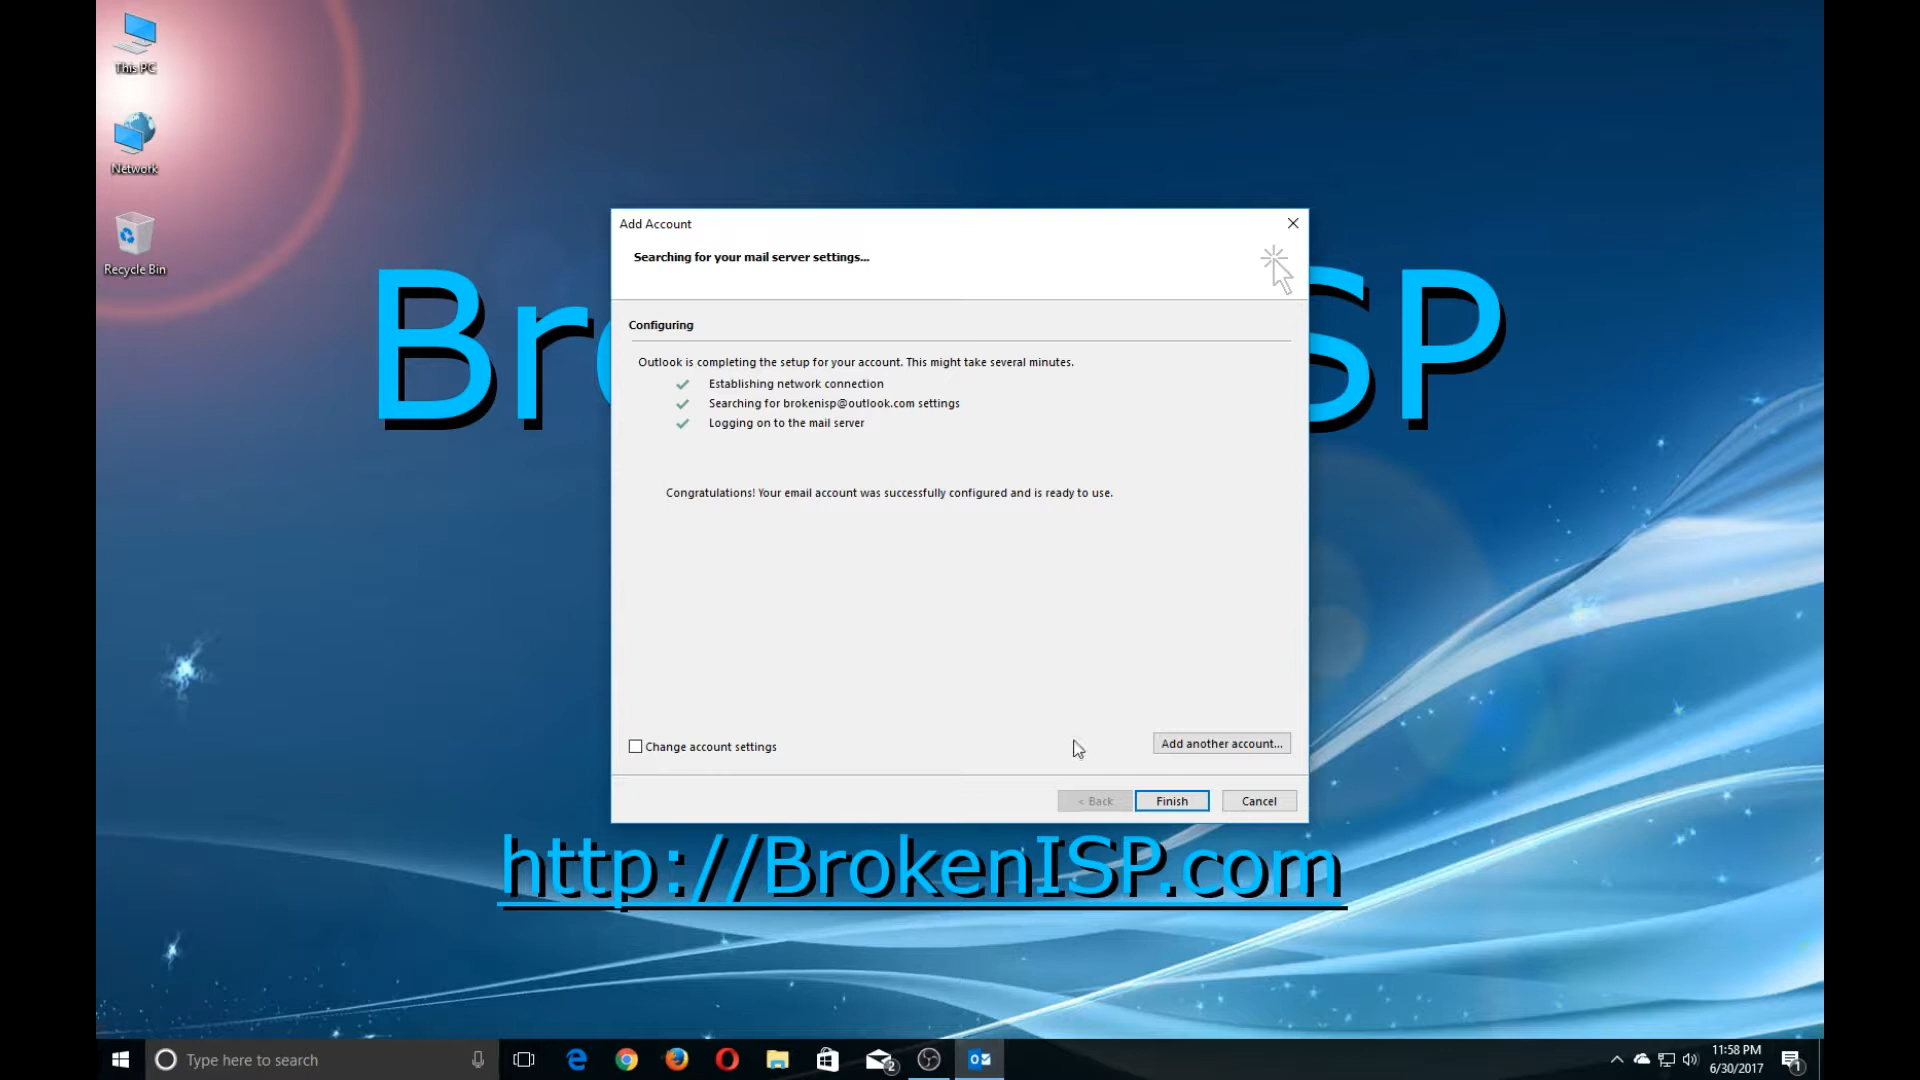 This PC
Network
Recycle Bin
Add Account
Searching for your mail server settings...
Configuring
Outlook is completing the setup for your account. This might take several minutes.
Establishing network connection
Searching for brokenisp@outlook.com settings
Logging on to the mail server
Congratulations! Your email account was successfully configured and is ready to use.
Change account settings
Add another account...
< Back
Finish
Cancel
http://BrokenISP.com
Type here to search
2
11:58 PM
6/30/2017
1